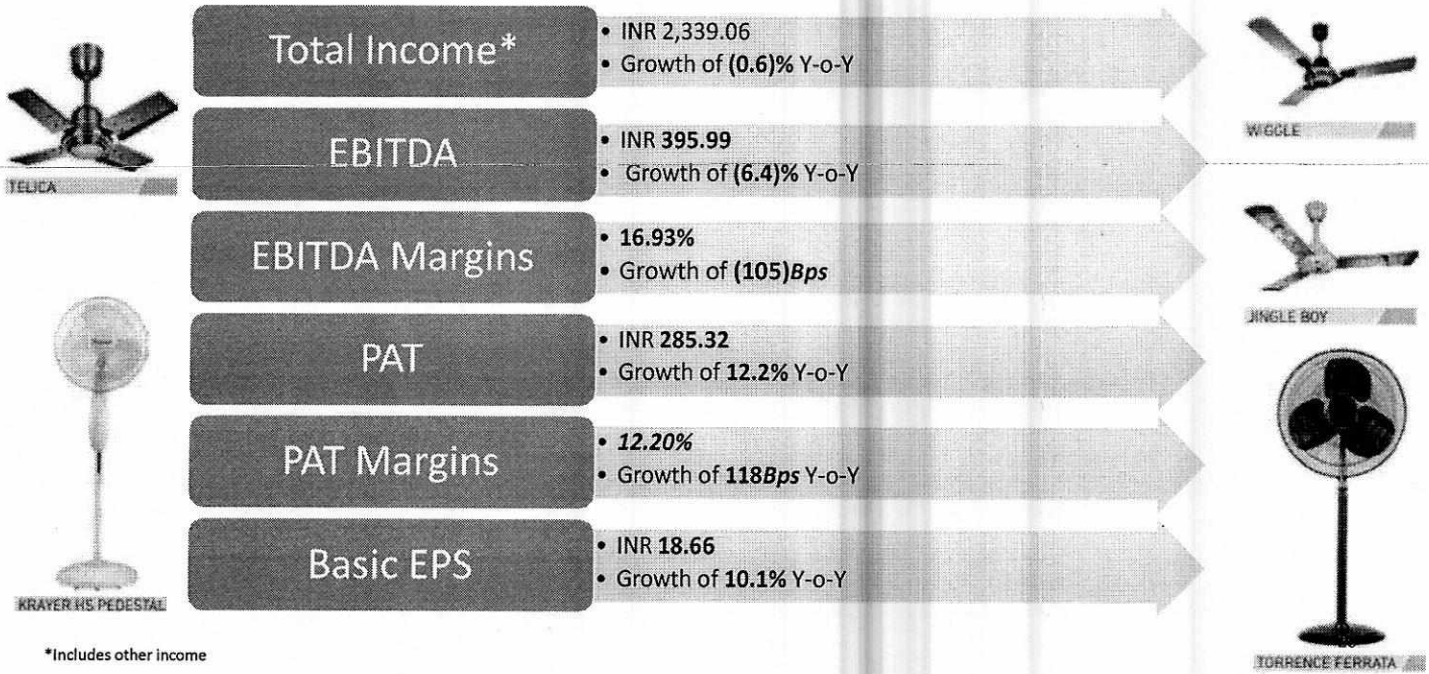 Total Income*
• INR 2,339.06
• Growth of (0.6)% Y-o-Y
EBITDA
• INR 395.99
• Growth of (6.4)% Y-o-Y
EBITDA Margins
• 16.93%
• Growth of (105)Bps
PAT
• INR 285.32
• Growth of 12.2% Y-o-Y
PAT Margins
• 12.20%
• Growth of 118Bps Y-o-Y
Basic EPS
• INR 18.66
• Growth of 10.1% Y-o-Y
TELICA
KRAYER HS PEDESTAL
WIGGLE
JINGLE BOY
TORRENCE FERRATA
*Includes other income